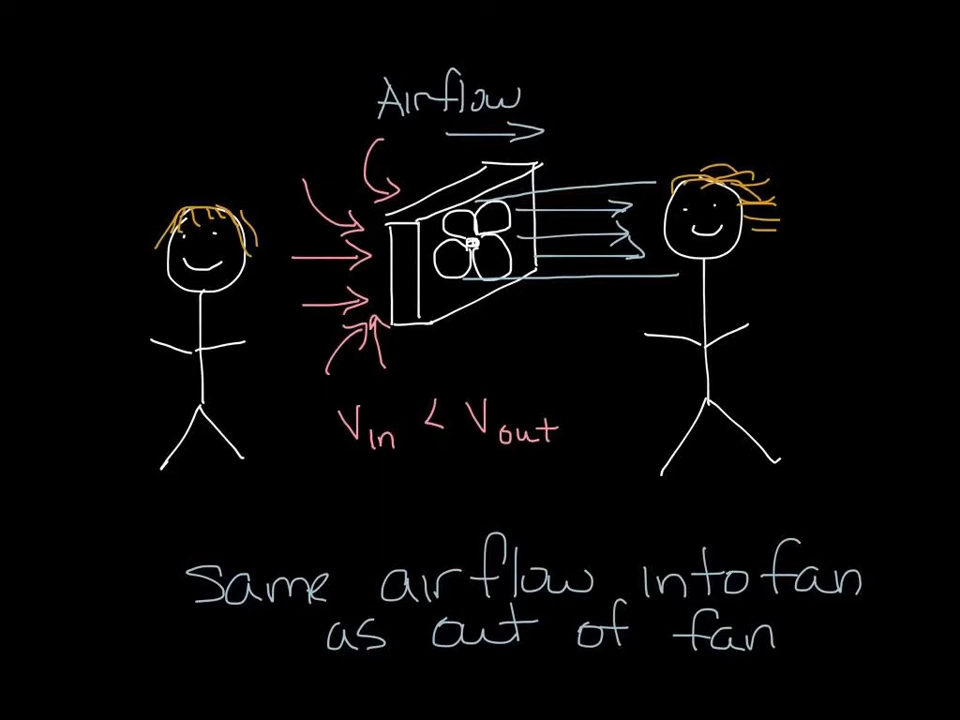 Airflow
Vin < Vout
Same airflow into fan
as out of fan